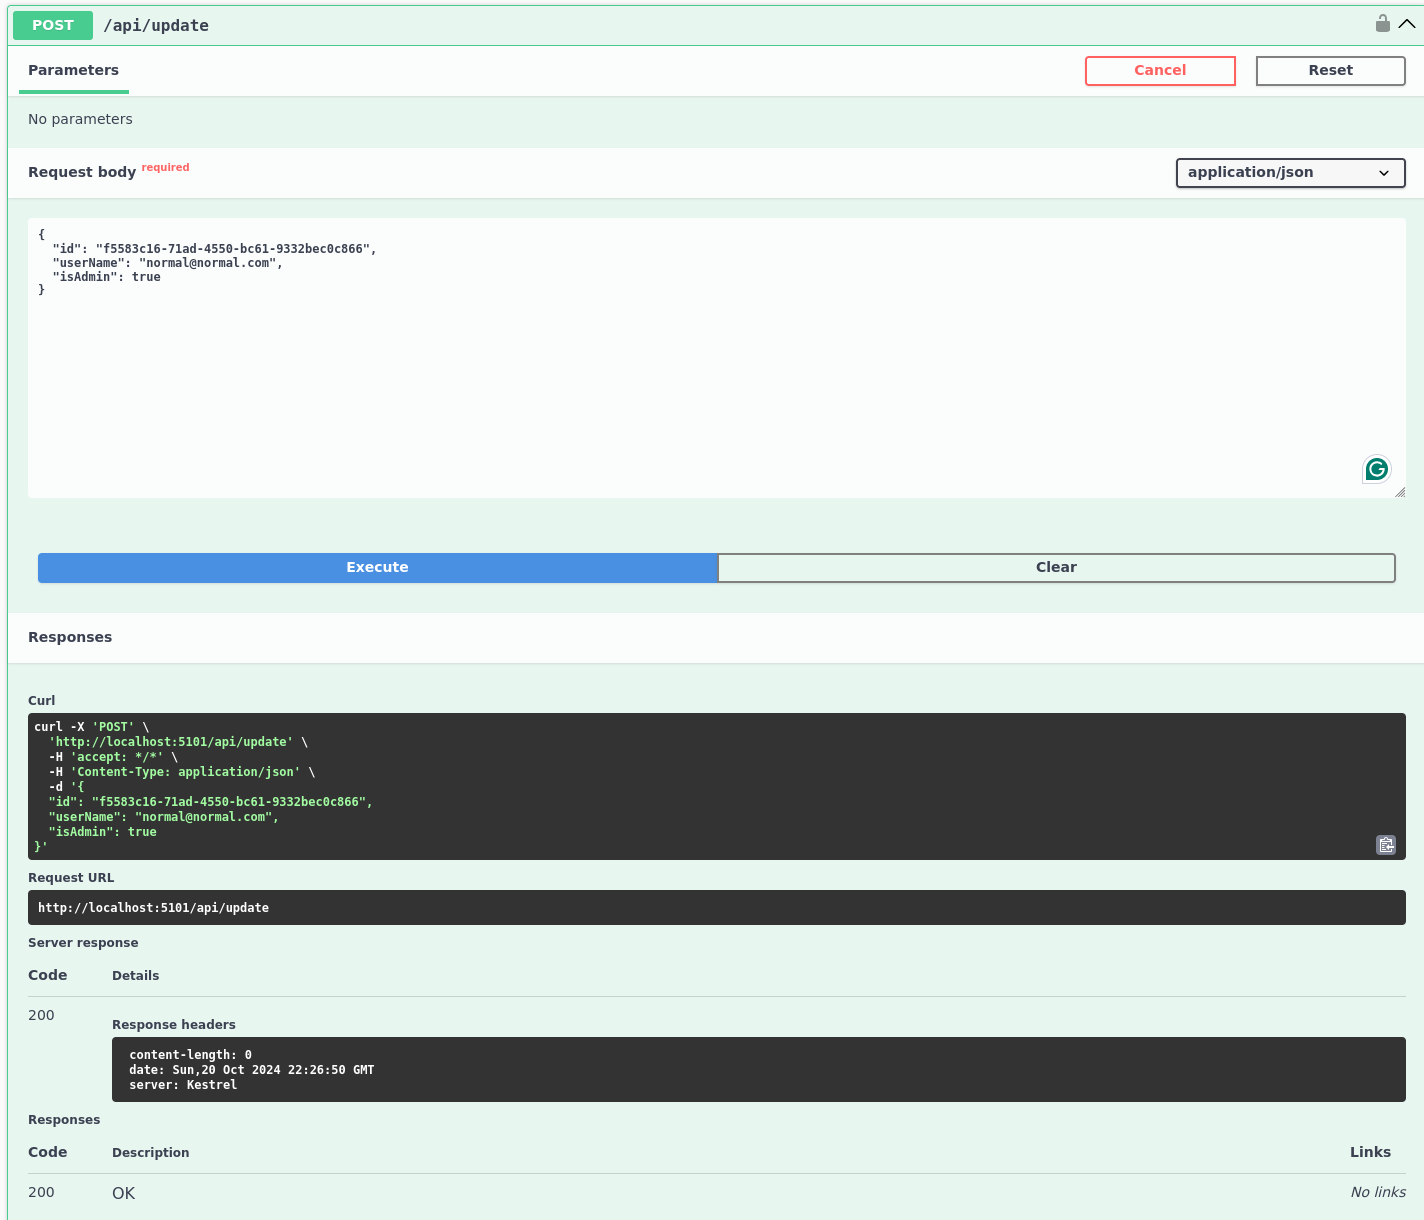 POST /api/update
Parameters Cancel Reset
No parameters
Request body required application/json
{
  "id": "f5583c16-71ad-4550-bc61-9332bec0c866",
  "userName": "normal@normal.com",
  "isAdmin": true
}
Execute Clear
Responses
Curl
curl -X 'POST' \
  'http://localhost:5101/api/update' \
  -H 'accept: */*' \
  -H 'Content-Type: application/json' \
  -d '{
  "id": "f5583c16-71ad-4550-bc61-9332bec0c866",
  "userName": "normal@normal.com",
  "isAdmin": true
}'
Request URL
http://localhost:5101/api/update
Server response
Code Details
200
Response headers
content-length: 0
date: Sun,20 Oct 2024 22:26:50 GMT
server: Kestrel
Responses
Code Description Links
200 OK No links